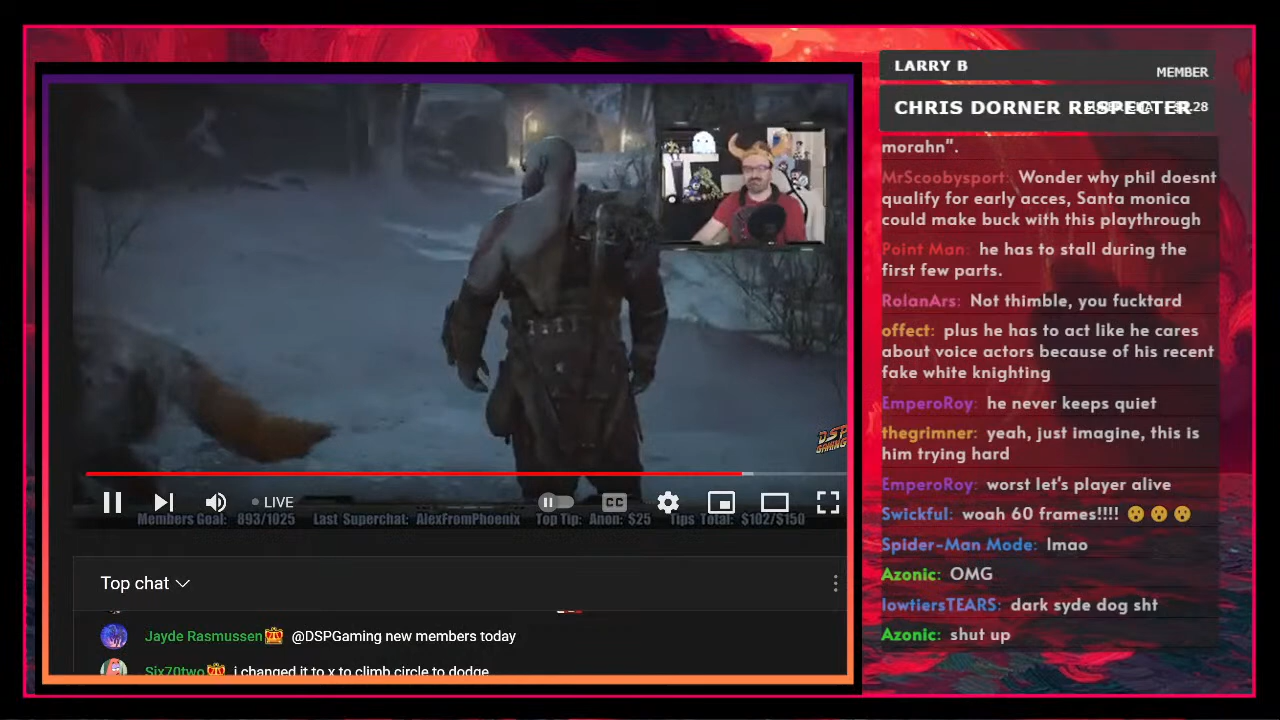 LARRY B
MEMBER
CHRIS DORNER RESPECTER
morahn".
MrScoobysport: Wonder why phil doesnt
qualify for early acces, Santa monica
could make buck with this playthrough
Point Man: he has to stall during the
first few parts.
RolanArs: Not thimble, you fucktard
offect: plus he has to act like he cares
about voice actors because of his recent
fake white knighting
EmperoRoy: he never keeps quiet
thegrimner: yeah, just imagine, this is
him trying hard
EmperoRoy: worst let's player alive
Swickful: woah 60 frames!!!! 😮 😮 😮
Spider-Man Mode: lmao
Azonic: OMG
lowtiersTEARS: dark syde dog sht
Azonic: shut up
DSP
GAMING
LIVE
CC
Members Goal: 893/1025 Last Superchat: AlexFromPhoenix Top Tip: Anon: $25 Tips Total: $102/$150
Top chat
Jayde Rasmussen @DSPGaming new members today
Six70two i changed it to x to climb circle to dodge